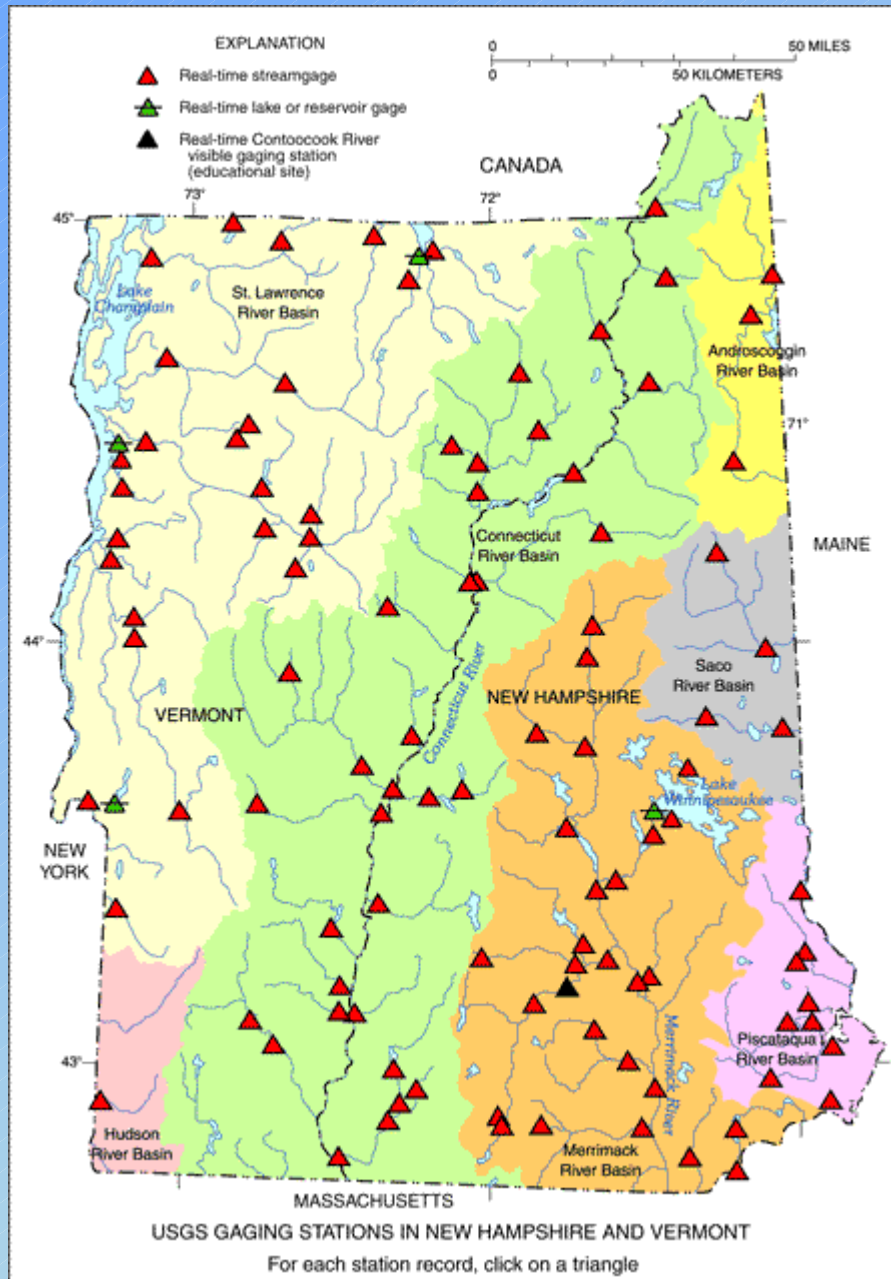 EXPLANATION
Real-time streamgage
Real-time lake or reservoir gage
Real-time Contoocook River
visible gaging station
(educational site)
0 50 MILES
0 50 KILOMETERS
CANADA
73°
72°
45°
Lake
Champlain
St. Lawrence
River Basin
Androscoggin
River Basin
71°
Connecticut
River Basin
MAINE
44°
Connecticut River
Saco
River Basin
VERMONT
NEW HAMPSHIRE
Lake
Winnipesaukee
NEW
YORK
Merrimack River
Piscataqua
River Basin
43°
Hudson
River Basin
Merrimack
River Basin
MASSACHUSETTS
USGS GAGING STATIONS IN NEW HAMPSHIRE AND VERMONT
For each station record, click on a triangle